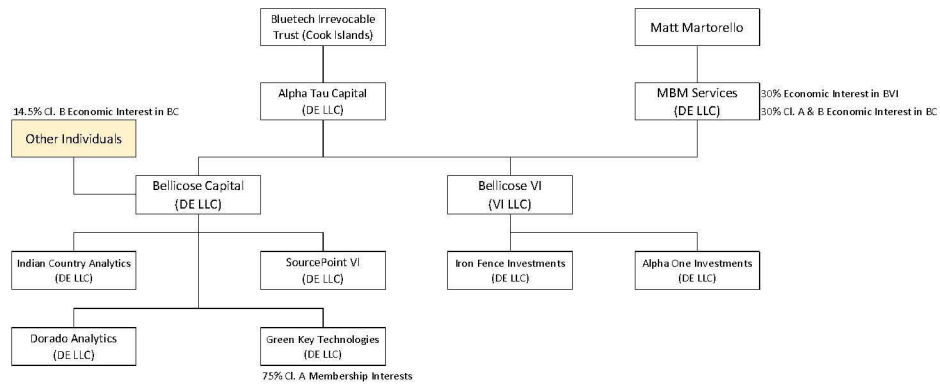 Bluetech Irrevocable
Trust (Cook Islands)
Matt Martorello
Alpha Tau Capital
(DE LLC)
MBM Services
(DE LLC)
30% Economic Interest in BVI
30% Cl. A & B Economic Interest in BC
14.5% Cl. B Economic Interest in BC
Other Individuals
Bellicose Capital
(DE LLC)
Bellicose VI
(VI LLC)
Indian Country Analytics
(DE LLC)
SourcePoint VI
(DE LLC)
Iron Fence Investments
(DE LLC)
Alpha One Investments
(DE LLC)
Dorado Analytics
(DE LLC)
Green Key Technologies
(DE LLC)
75% Cl. A Membership Interests